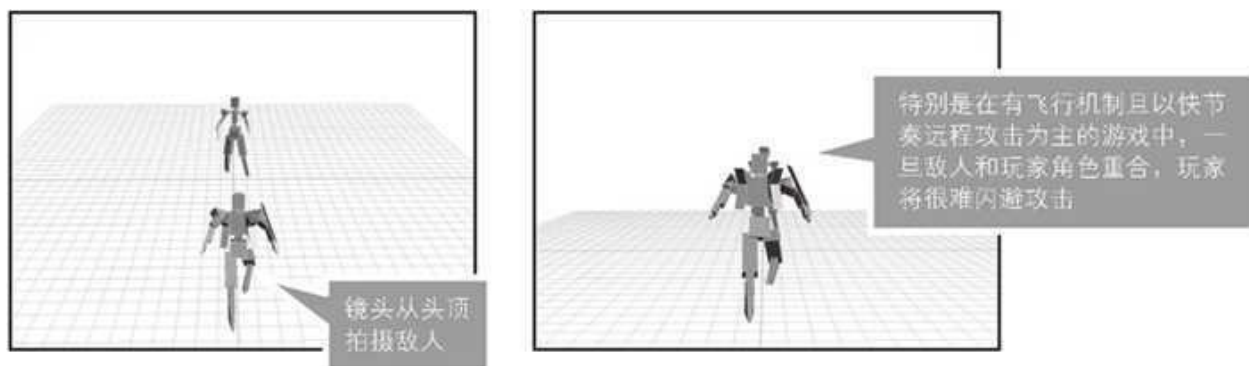 镜头从头顶
拍摄敌人
特别是在有飞行机制且以快节
奏远程攻击为主的游戏中，一
旦敌人和玩家角色重合，玩家
将很难闪避攻击